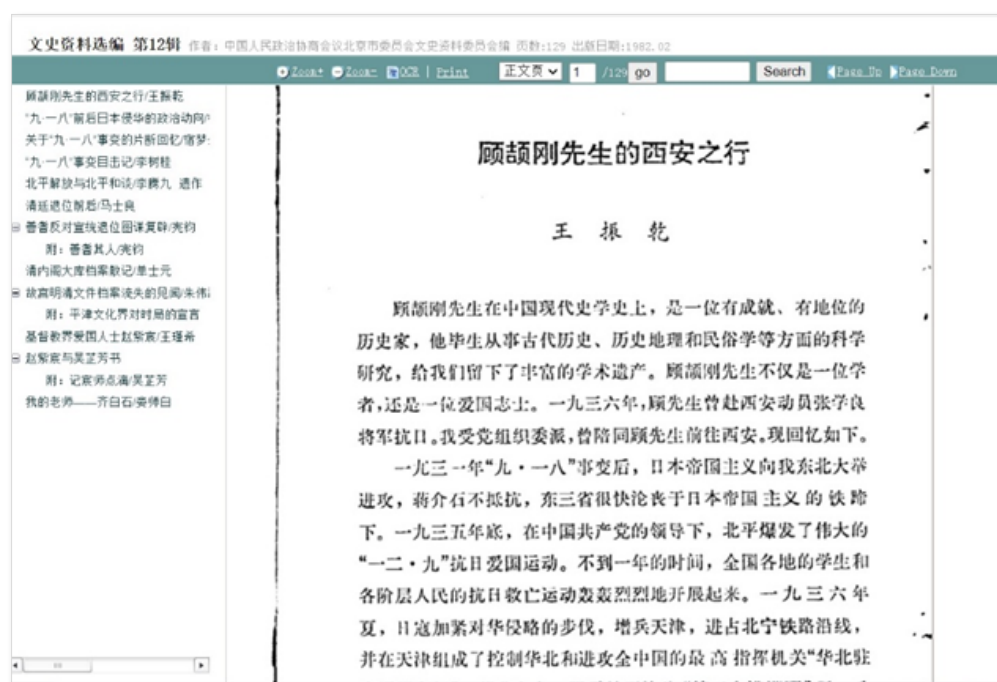 文史资料选编 第12辑 作者：中国人民政治协商会议北京市委员会文史资料委员会编 页数:129 出版日期:1982.02
Zoom+ Zoom- OCR | Print 正文页 1 /129 go Search Page Up Page Down
顾颉刚先生的西安之行/王振乾
"九·一八"前后日本侵华的政治动向/
关于"九·一八"事变的片断回忆/宿梦
"九·一八"事变目击记/李树桂
北平解放与北平和谈/李腾九 遗作
清廷退位前后/马士良
善耆反对宣统退位图谋复辟/宪钧
附：善耆其人/宪钧
清内阁大库档案散记/单士元
故宫明清文件档案流失的见闻/朱伟
附：平津文化界对时局的宣言
基督教界爱国人士赵紫宸/王瑾希
赵紫宸与吴芷芳书
附：记宸师点滴/吴芷芳
我的老师——齐白石/娄师白
顾颉刚先生的西安之行
王振乾
顾颉刚先生在中国现代史学史上，是一位有成就、有地位的
历史家，他毕生从事古代历史、历史地理和民俗学等方面的科学
研究，给我们留下了丰富的学术遗产。顾颉刚先生不仅是一位学
者,还是一位爱国志士。一九三六年,顾先生曾赴西安动员张学良
将军抗日。我受党组织委派,曾陪同顾先生前往西安。现回忆如下。
一九三一年“九·一八”事变后，日本帝国主义向我东北大举
进攻，蒋介石不抵抗，东三省很快沦丧于日本帝国主义的铁蹄
下。一九三五年底，在中国共产党的领导下，北平爆发了伟大的
“一二·九”抗日爱国运动。不到一年的时间，全国各地的学生和
各阶层人民的抗日救亡运动轰轰烈烈地开展起来。一九三六年
夏，日寇加紧对华侵略的步伐，增兵天津，进占北宁铁路沿线，
并在天津组成了控制华北和进攻全中国的最高指挥机关“华北驻